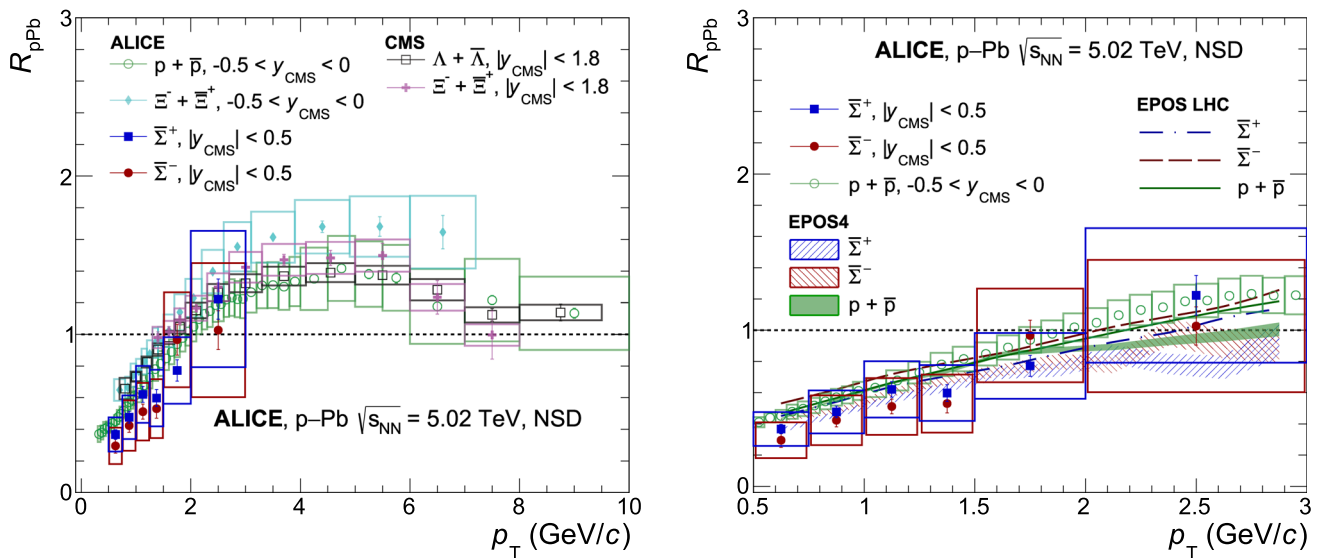 R_pPb
3
2
1
0
ALICE
p + p̅, -0.5 < y_CMS < 0
Ξ⁻ + Ξ̅⁺, -0.5 < y_CMS < 0
Σ̅⁺, |y_CMS| < 0.5
Σ̅⁻, |y_CMS| < 0.5
CMS
Λ + Λ̅, |y_CMS| < 1.8
Ξ⁻ + Ξ̅⁺, |y_CMS| < 1.8
ALICE, p–Pb √s_NN = 5.02 TeV, NSD
0 2 4 6 8 10
p_T (GeV/c)
R_pPb
3
2
1
0
ALICE, p–Pb √s_NN = 5.02 TeV, NSD
Σ̅⁺, |y_CMS| < 0.5
Σ̅⁻, |y_CMS| < 0.5
p + p̅, -0.5 < y_CMS < 0
EPOS LHC
Σ̅⁺
Σ̅⁻
p + p̅
EPOS4
Σ̅⁺
Σ̅⁻
p + p̅
0.5 1 1.5 2 2.5 3
p_T (GeV/c)